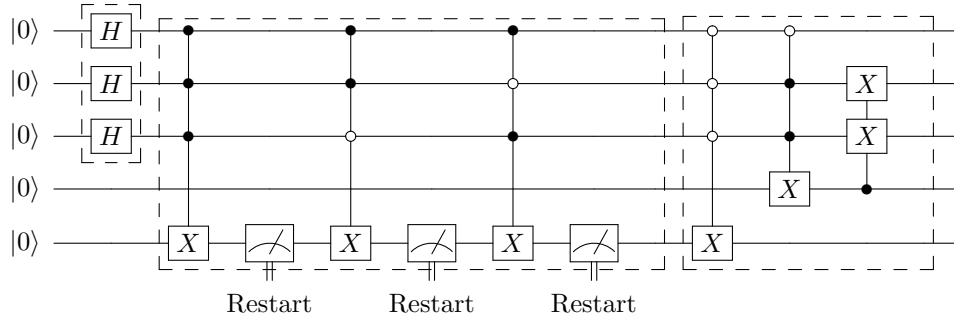 |0⟩ H
|0⟩ H X
|0⟩ H X
|0⟩ X
|0⟩ X X X X
Restart Restart Restart